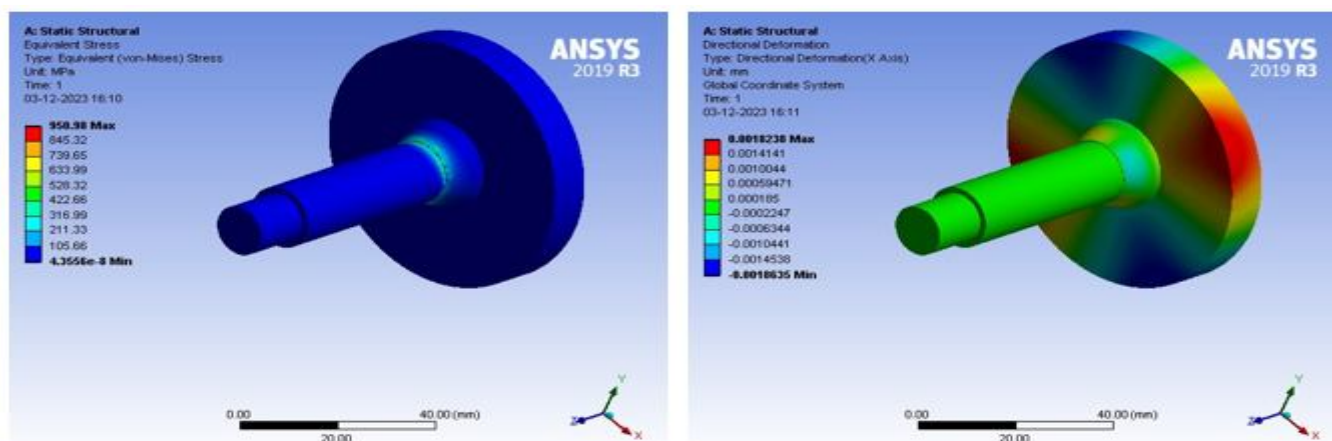 A: Static Structural
Equivalent Stress
Type: Equivalent (von-Mises) Stress
Unit: MPa
Time: 1
03-12-2023 16:10
950.98 Max
845.32
739.65
633.99
528.32
422.66
316.99
211.33
105.66
4.3556e-8 Min
ANSYS
2019 R3
0.00
40.00 (mm)
20.00
Y
Z
X
A: Static Structural
Directional Deformation
Type: Directional Deformation(X Axis)
Unit: mm
Global Coordinate System
Time: 1
03-12-2023 16:11
0.0018238 Max
0.0014141
0.0010044
0.00059471
0.000185
-0.0002247
-0.0006344
-0.0010441
-0.0014538
-0.0018635 Min
ANSYS
2019 R3
0.00
40.00 (mm)
20.00
Y
Z
X